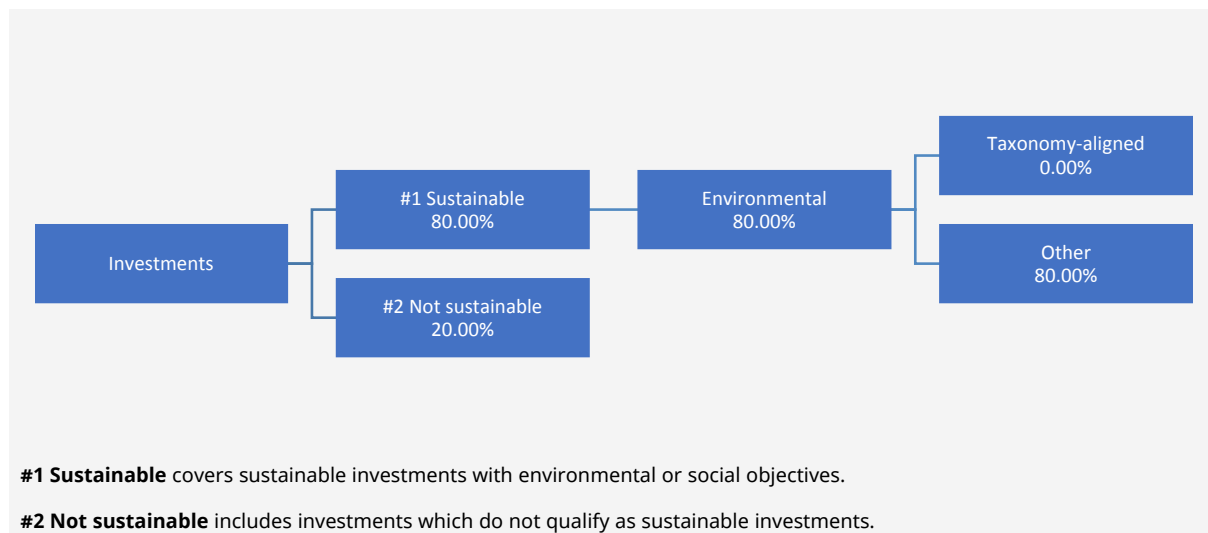 Taxonomy-aligned
0.00%
#1 Sustainable
80.00%
Environmental
80.00%
Investments
Other
80.00%
#2 Not sustainable
20.00%
#1 Sustainable covers sustainable investments with environmental or social objectives.
#2 Not sustainable includes investments which do not qualify as sustainable investments.